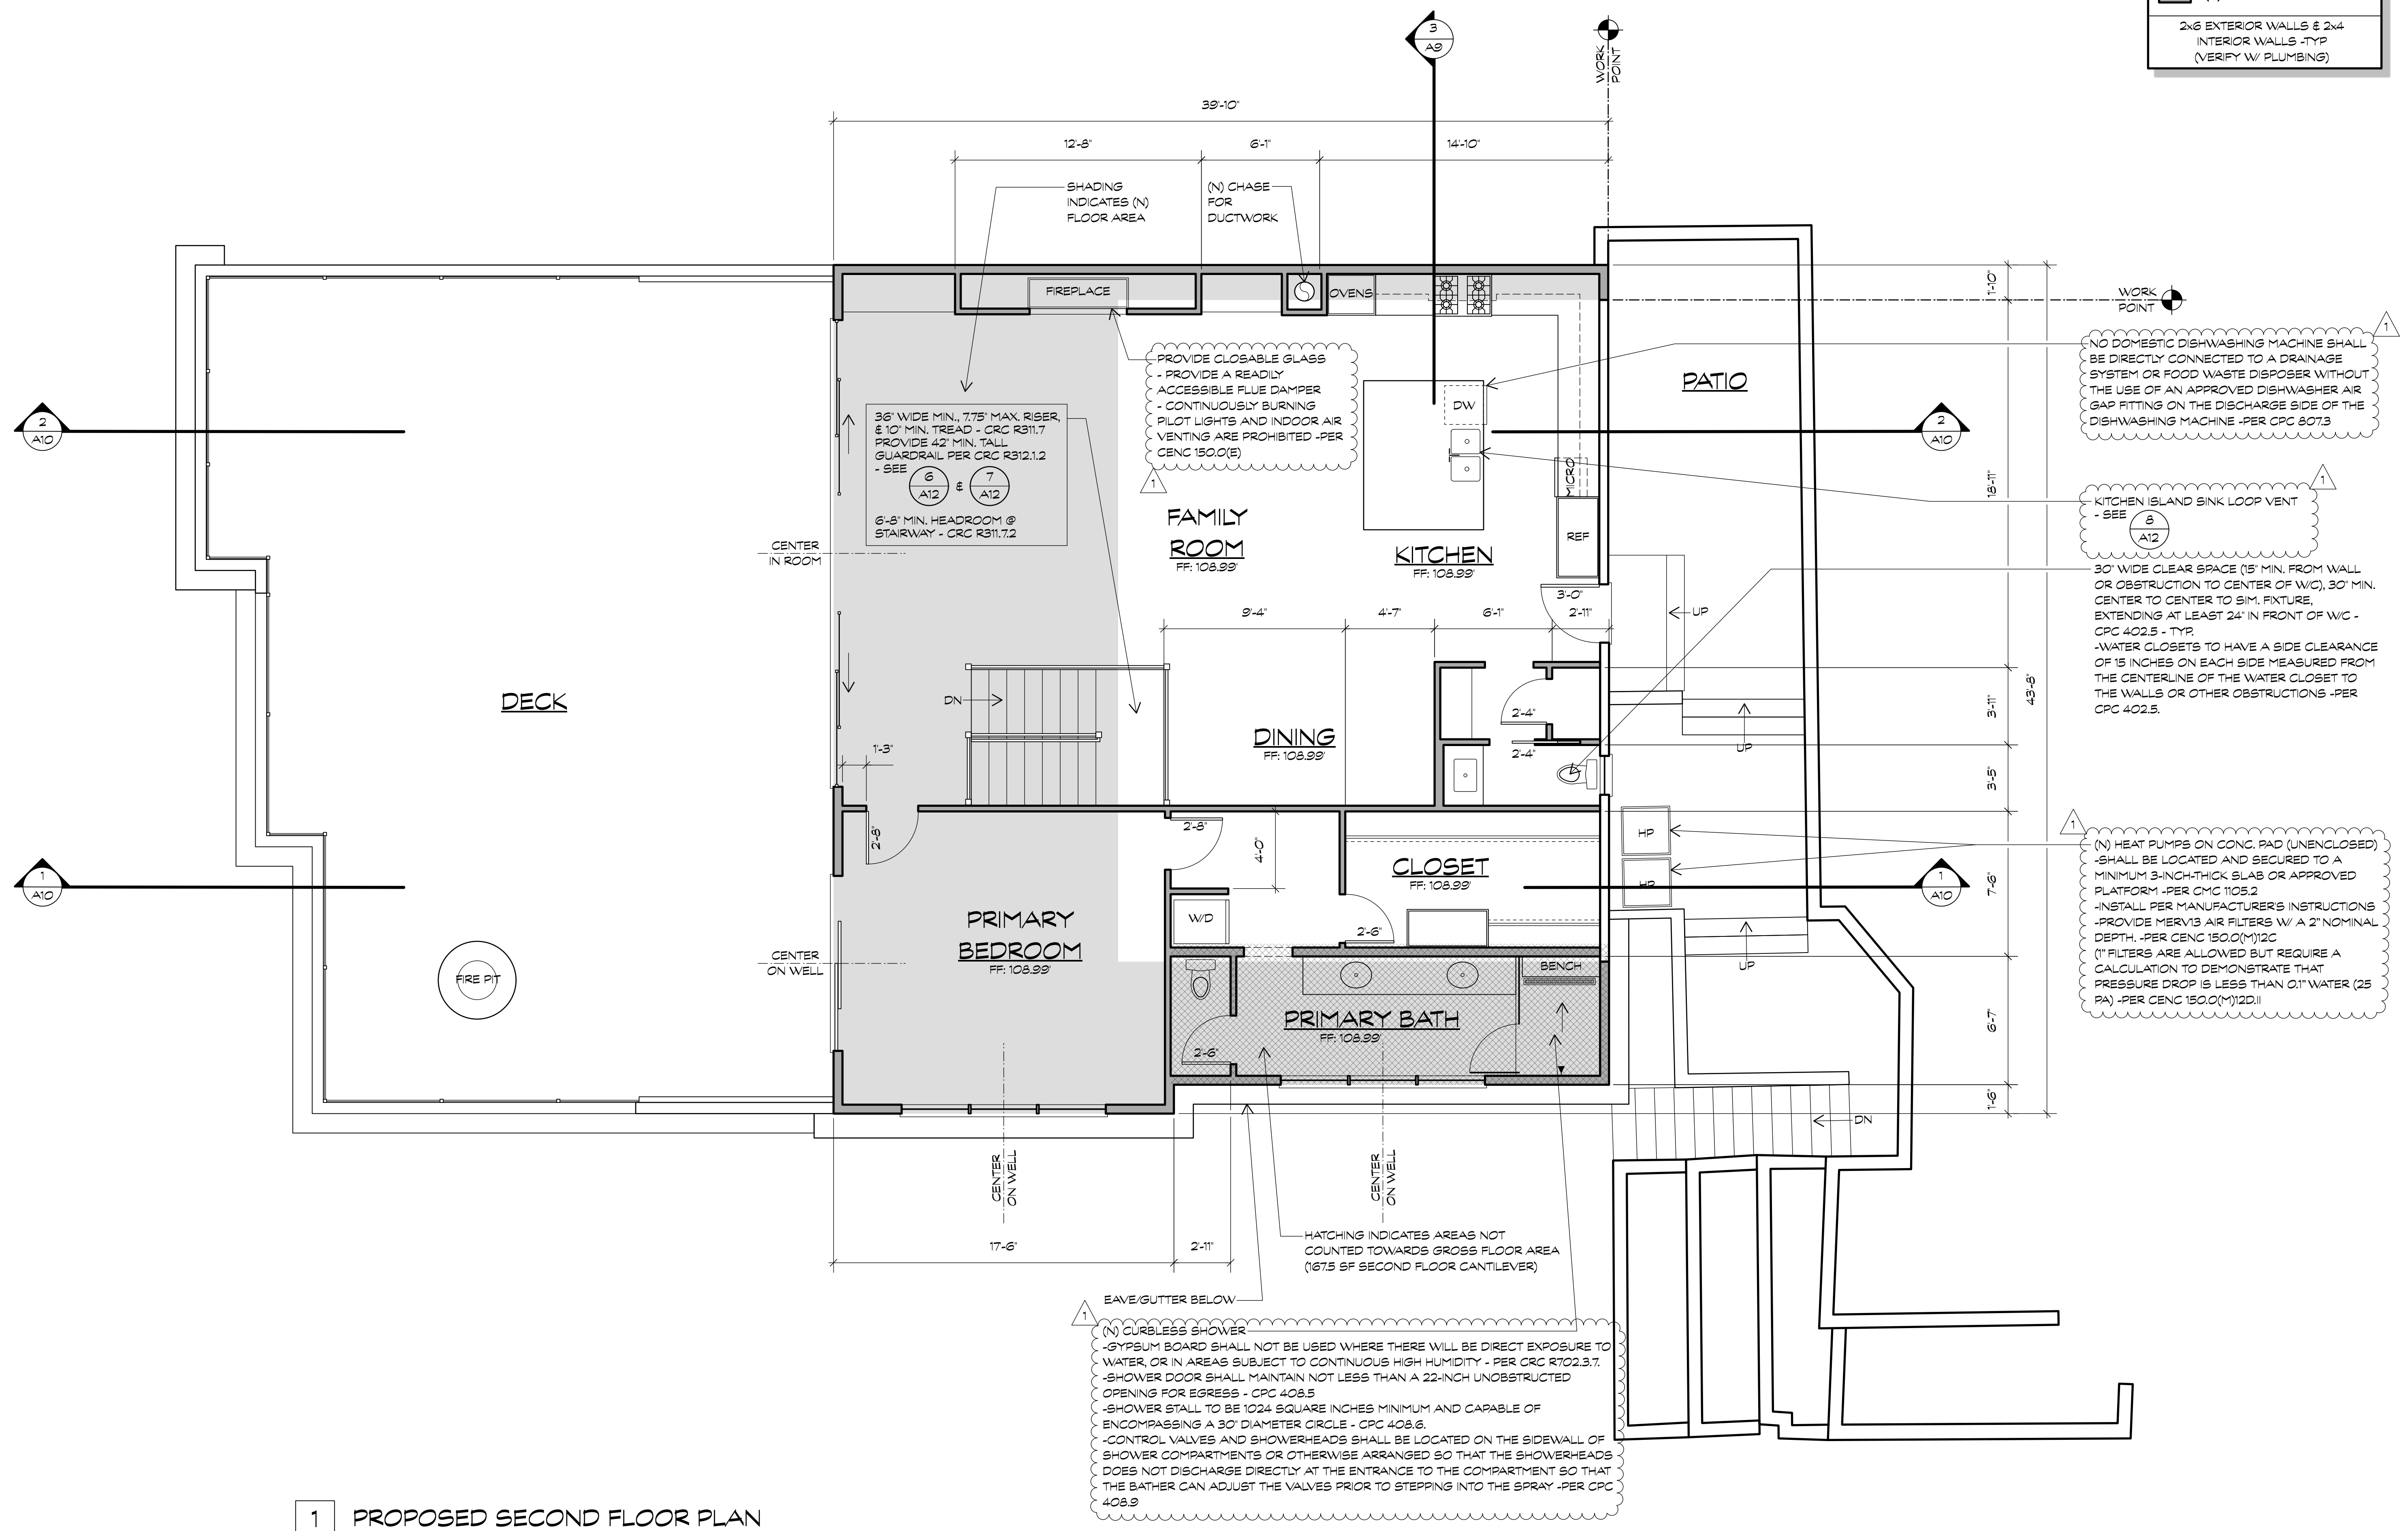 2x6 EXTERIOR WALLS & 2x4
INTERIOR WALLS -TYP
(VERIFY W/ PLUMBING)
3
A9
WORK
POINT
39'-10"
12'-8"
6'-1"
14'-10"
SHADING
INDICATES (N)
FLOOR AREA
(N) CHASE
FOR
DUCTWORK
FIREPLACE
OVENS
1'-10"
WORK
POINT
1
NO DOMESTIC DISHWASHING MACHINE SHALL
BE DIRECTLY CONNECTED TO A DRAINAGE
SYSTEM OR FOOD WASTE DISPOSER WITHOUT
THE USE OF AN APPROVED DISHWASHER AIR
GAP FITTING ON THE DISCHARGE SIDE OF THE
DISHWASHING MACHINE -PER CPC 807.3
PROVIDE CLOSABLE GLASS
- PROVIDE A READILY
ACCESSIBLE FLUE DAMPER
- CONTINUOUSLY BURNING
PILOT LIGHTS AND INDOOR AIR
VENTING ARE PROHIBITED -PER
CENC 150.0(E)
1
PATIO
DW
2
A10
36" WIDE MIN., 7.75" MAX. RISER,
& 10" MIN. TREAD - CRC R311.7
PROVIDE 42" MIN. TALL
GUARDRAIL PER CRC R312.1.2
- SEE
6
A12
&
7
A12
6'-8" MIN. HEADROOM @
STAIRWAY - CRC R311.7.2
2
A10
MICRO
18'-11"
1
KITCHEN ISLAND SINK LOOP VENT
- SEE
8
A12
FAMILY
ROOM
FF: 108.99'
KITCHEN
FF: 108.99'
REF
CENTER
IN ROOM
30" WIDE CLEAR SPACE (15" MIN. FROM WALL
OR OBSTRUCTION TO CENTER OF W/C), 30" MIN.
CENTER TO CENTER TO SIM. FIXTURE,
EXTENDING AT LEAST 24" IN FRONT OF W/C -
CPC 402.5 - TYP.
-WATER CLOSETS TO HAVE A SIDE CLEARANCE
OF 15 INCHES ON EACH SIDE MEASURED FROM
THE CENTERLINE OF THE WATER CLOSET TO
THE WALLS OR OTHER OBSTRUCTIONS -PER
CPC 402.5.
3'-0"
9'-4"
4'-7"
6'-1"
2'-11"
UP
DECK
DN
2'-4"
3'-11"
43'-8"
DINING
FF: 108.99'
1'-3"
2'-4"
UP
3'-5"
2'-8"
2'-8"
4'-0"
CLOSET
FF: 108.99'
HP
HP
1
(N) HEAT PUMPS ON CONC. PAD (UNENCLOSED)
-SHALL BE LOCATED AND SECURED TO A
MINIMUM 3-INCH-THICK SLAB OR APPROVED
PLATFORM -PER CMC 1105.2
-INSTALL PER MANUFACTURER'S INSTRUCTIONS
-PROVIDE MERV13 AIR FILTERS W/ A 2" NOMINAL
DEPTH. -PER CENC 150.0(M)12C
(1" FILTERS ARE ALLOWED BUT REQUIRE A
CALCULATION TO DEMONSTRATE THAT
PRESSURE DROP IS LESS THAN 0.1" WATER (25
PA) -PER CENC 150.0(M)12D.II
1
A10
1
A10
7'-6"
PRIMARY
BEDROOM
FF: 108.99'
W/D
2'-6"
CENTER
ON WELL
BENCH
UP
FIRE PIT
PRIMARY BATH
FF: 108.99'
2'-6"
6'-7"
1'-6"
DN
CENTER
ON WELL
CENTER
ON WELL
17'-6"
2'-11"
HATCHING INDICATES AREAS NOT
COUNTED TOWARDS GROSS FLOOR AREA
(167.5 SF SECOND FLOOR CANTILEVER)
EAVE/GUTTER BELOW
1
(N) CURBLESS SHOWER
-GYPSUM BOARD SHALL NOT BE USED WHERE THERE WILL BE DIRECT EXPOSURE TO
WATER, OR IN AREAS SUBJECT TO CONTINUOUS HIGH HUMIDITY - PER CRC R702.3.7.
-SHOWER DOOR SHALL MAINTAIN NOT LESS THAN A 22-INCH UNOBSTRUCTED
OPENING FOR EGRESS - CPC 408.5
-SHOWER STALL TO BE 1024 SQUARE INCHES MINIMUM AND CAPABLE OF
ENCOMPASSING A 30" DIAMETER CIRCLE - CPC 408.6.
-CONTROL VALVES AND SHOWERHEADS SHALL BE LOCATED ON THE SIDEWALL OF
SHOWER COMPARTMENTS OR OTHERWISE ARRANGED SO THAT THE SHOWERHEADS
DOES NOT DISCHARGE DIRECTLY AT THE ENTRANCE TO THE COMPARTMENT SO THAT
THE BATHER CAN ADJUST THE VALVES PRIOR TO STEPPING INTO THE SPRAY -PER CPC
408.9
1
PROPOSED SECOND FLOOR PLAN